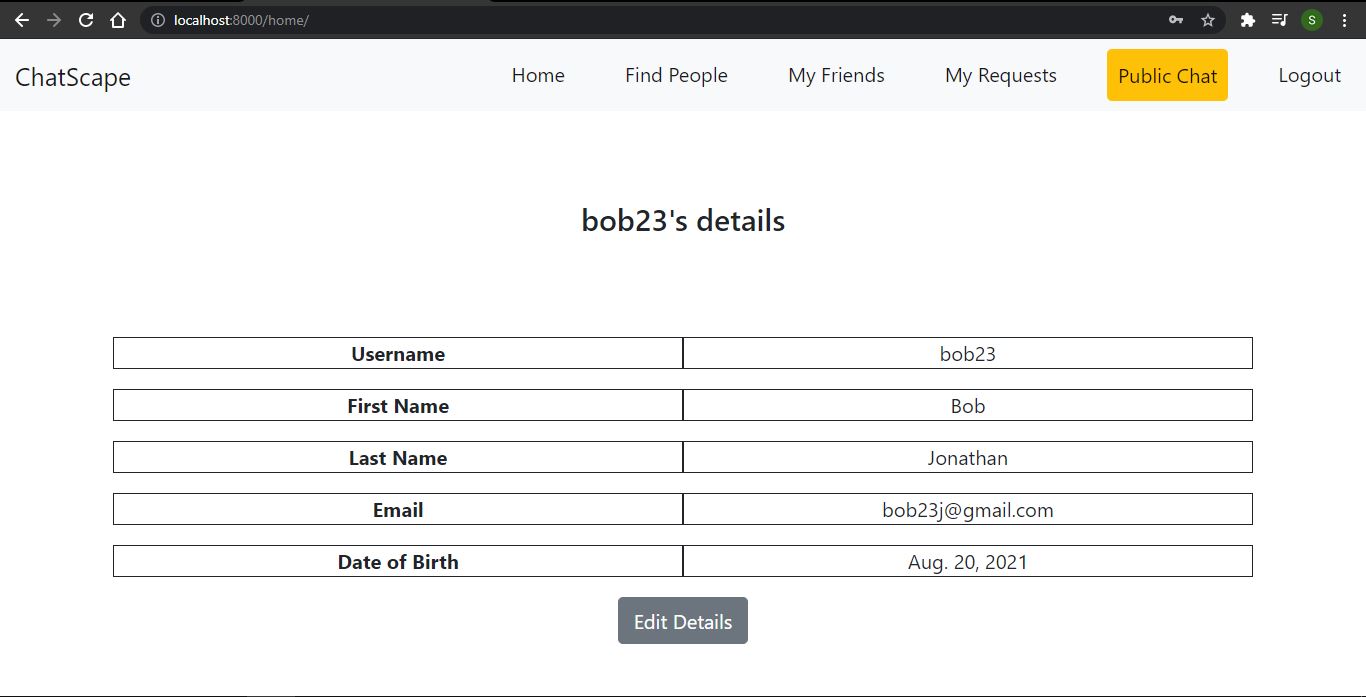 localhost:8000/home/
S
ChatScape Home Find People My Friends My Requests Public Chat Logout
bob23's details
Username bob23
First Name Bob
Last Name Jonathan
Email bob23j@gmail.com
Date of Birth Aug. 20, 2021
Edit Details